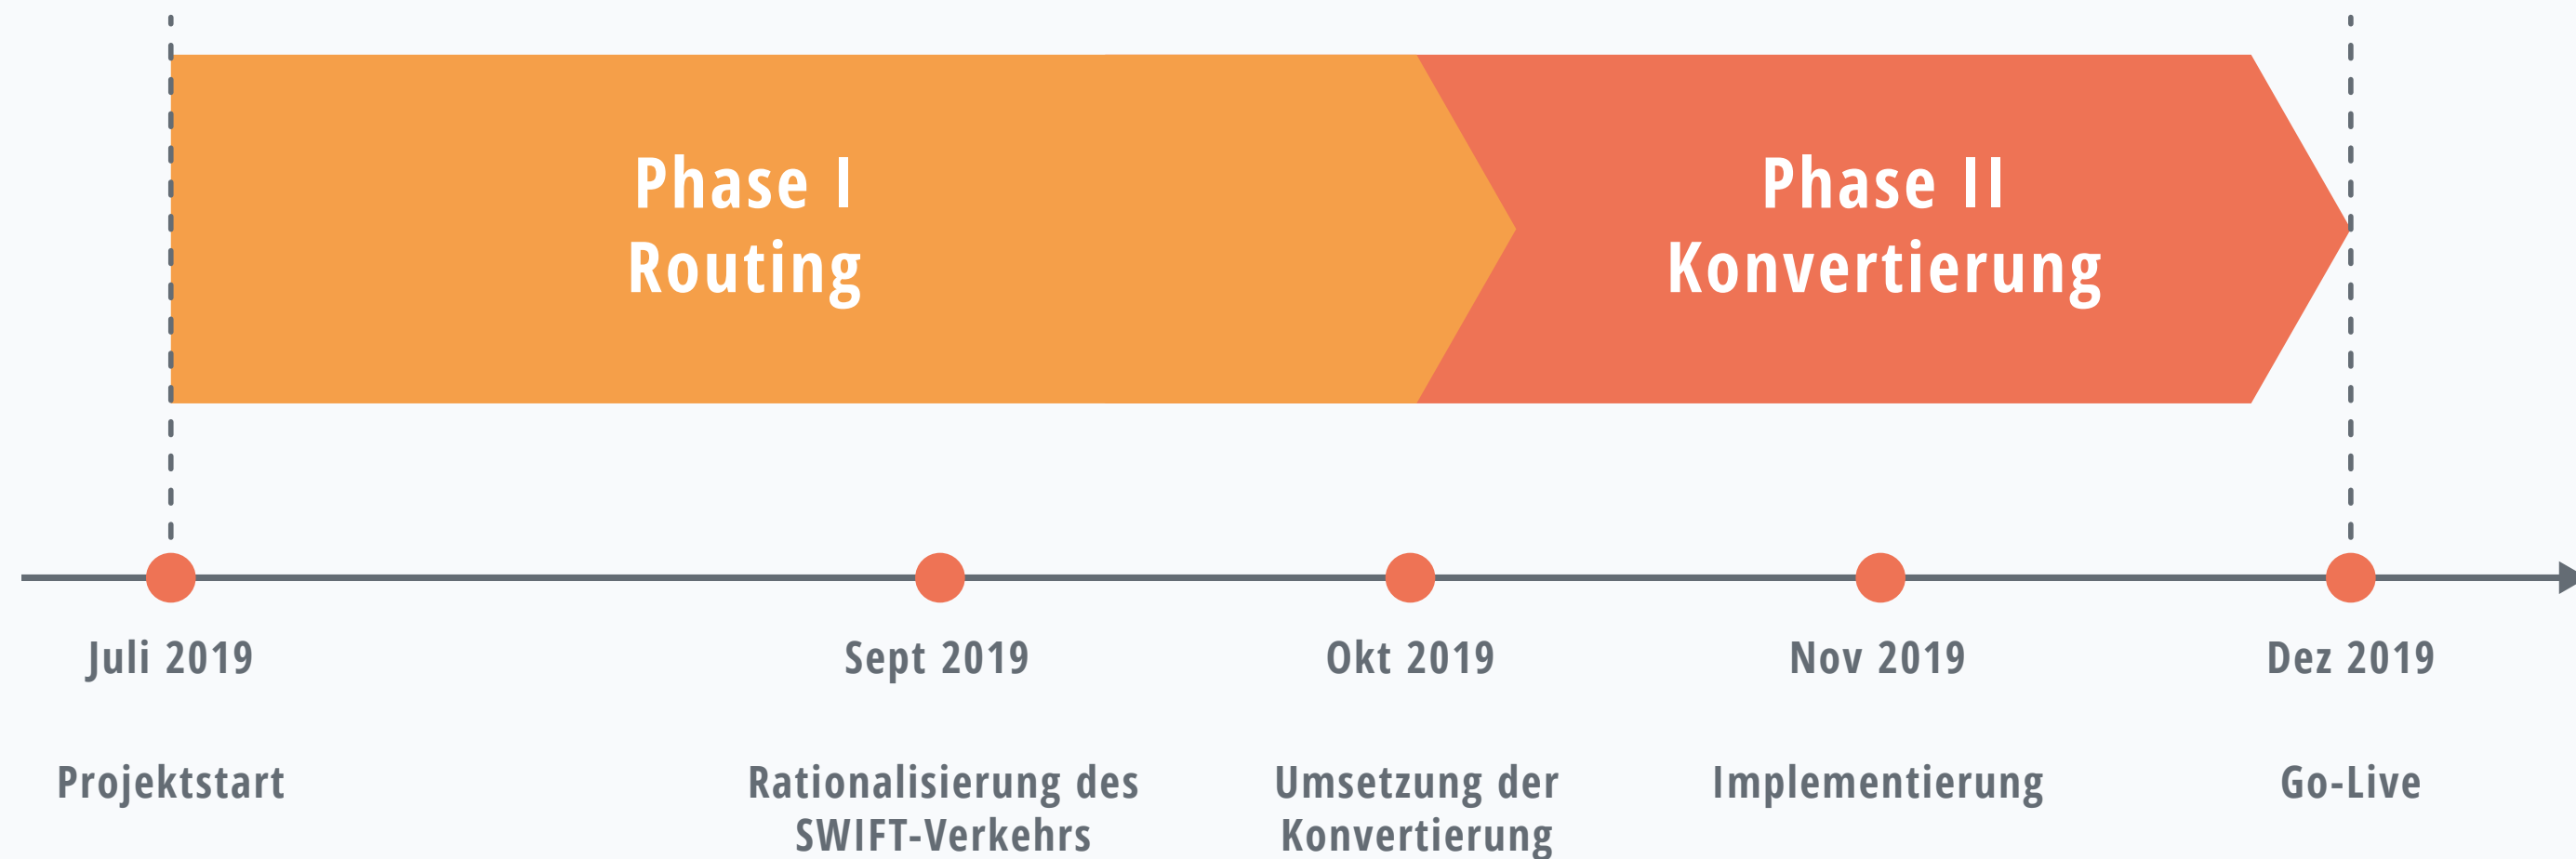 Phase I
Routing
Phase II
Konvertierung
Juli 2019
Sept 2019
Okt 2019
Nov 2019
Dez 2019
Projektstart
Rationalisierung des
SWIFT-Verkehrs
Umsetzung der
Konvertierung
Implementierung
Go-Live